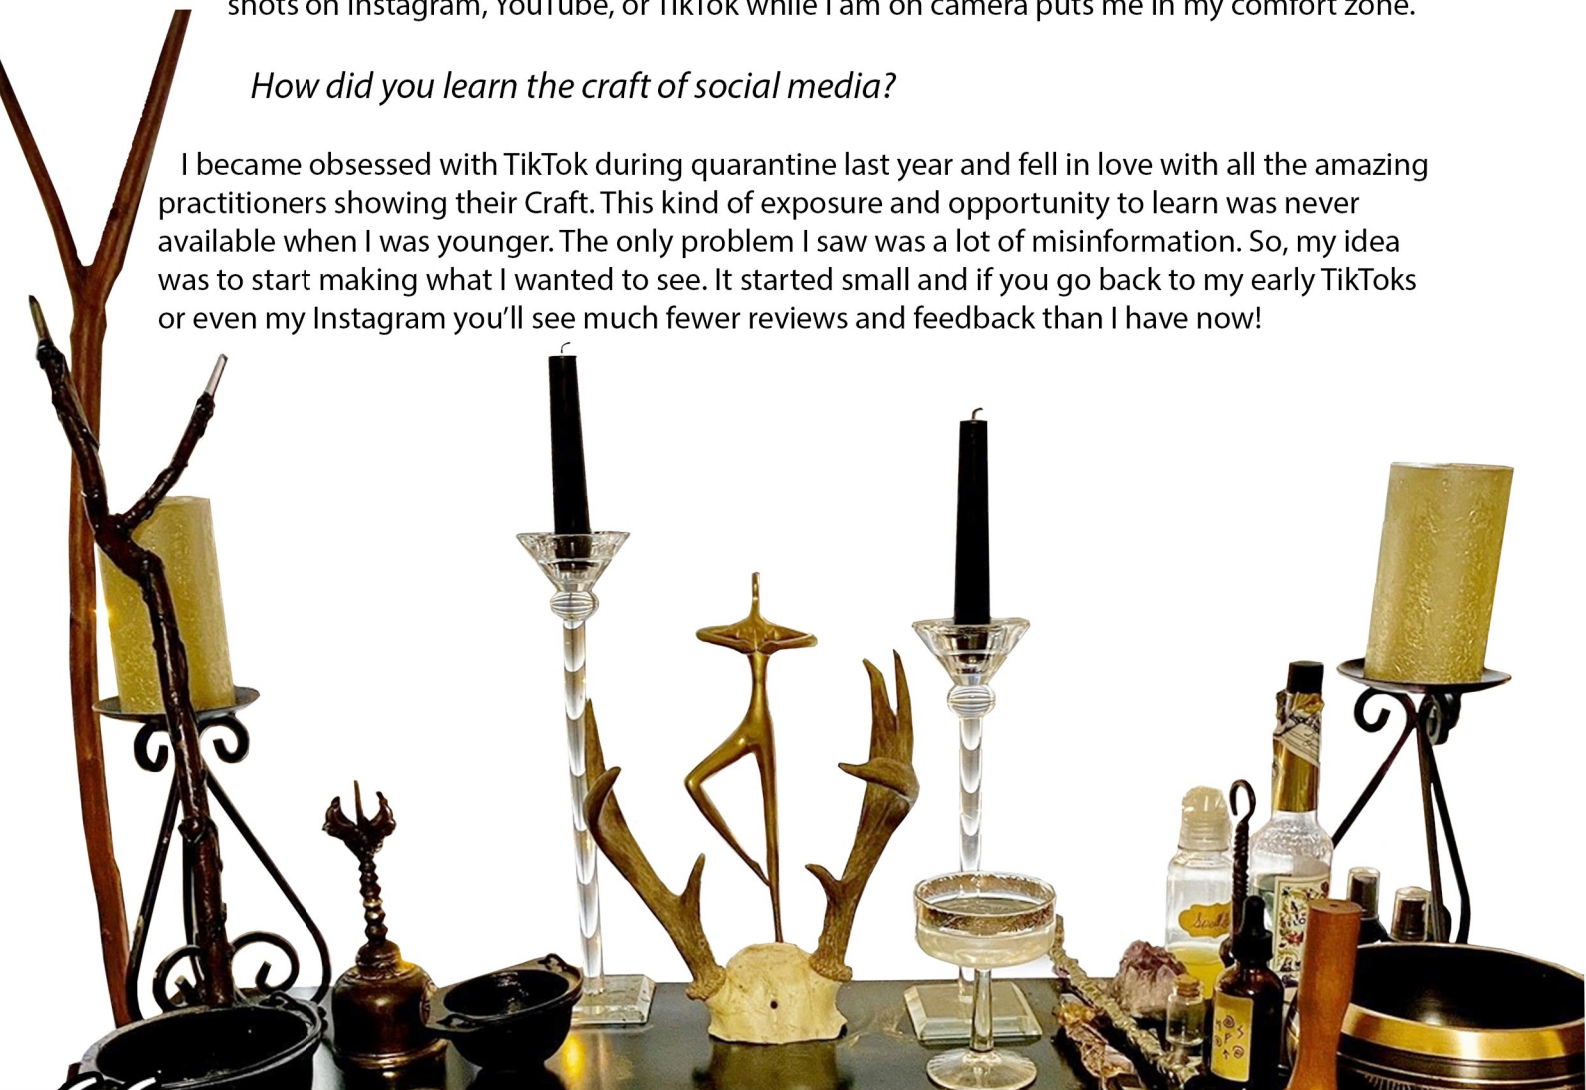 shots on Instagram, YouTube, or TikTok while I am on camera puts me in my comfort zone.
How did you learn the craft of social media?
I became obsessed with TikTok during quarantine last year and fell in love with all the amazing
practitioners showing their Craft. This kind of exposure and opportunity to learn was never
available when I was younger. The only problem I saw was a lot of misinformation. So, my idea
was to start making what I wanted to see. It started small and if you go back to my early TikToks
or even my Instagram you’ll see much fewer reviews and feedback than I have now!